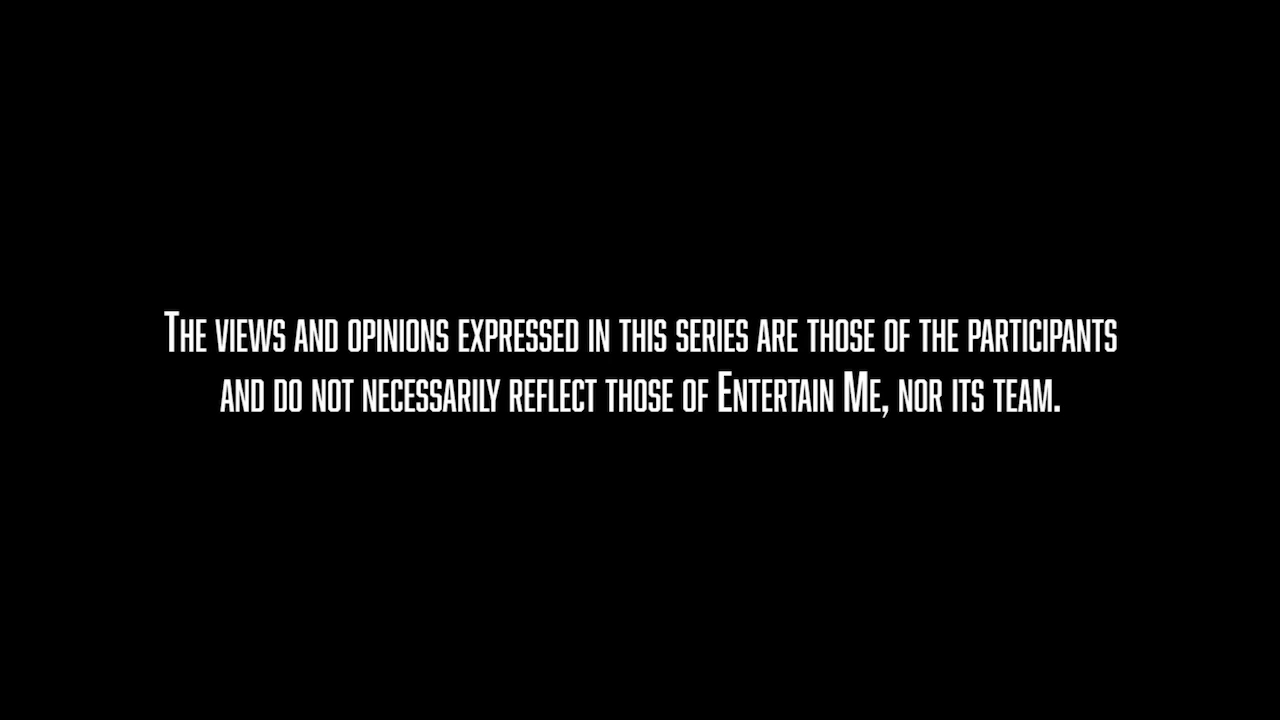 The views and opinions expressed in this series are those of the participants
and do not necessarily reflect those of Entertain Me, nor its team.